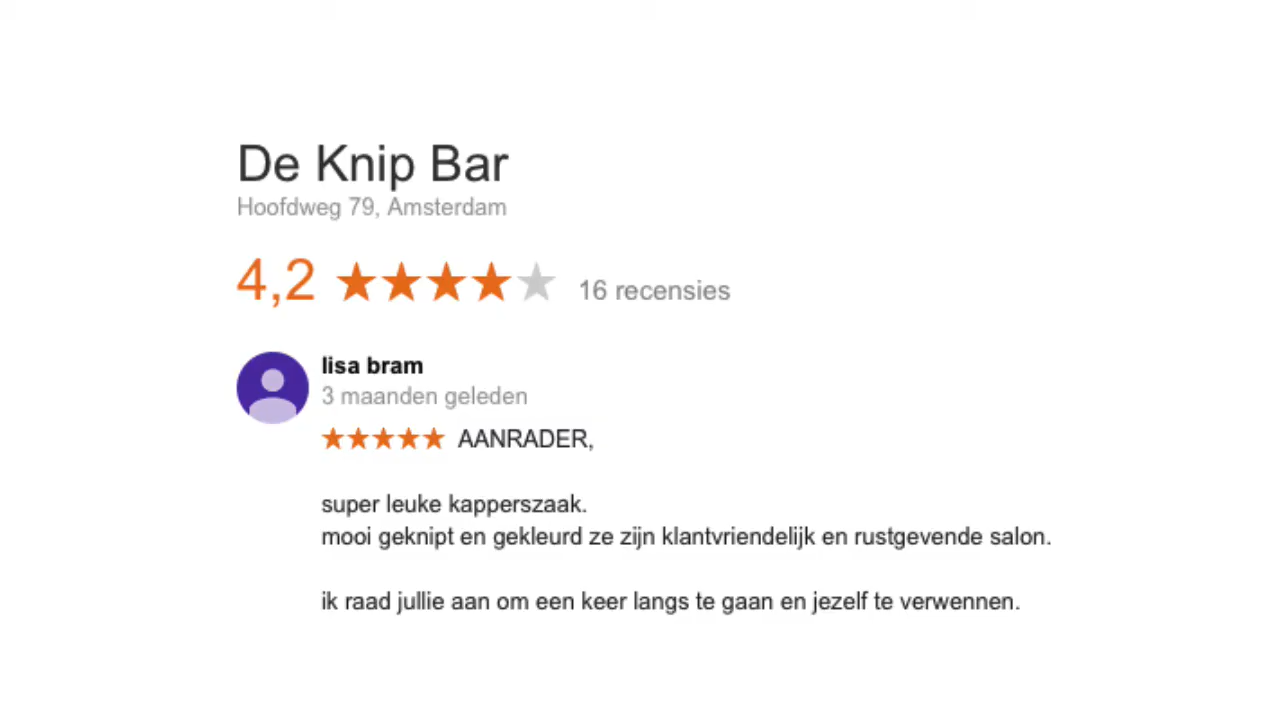 De Knip Bar
Hoofdweg 79, Amsterdam
4,2 ★★★★★ 16 recensies
lisa bram
3 maanden geleden
★★★★★ AANRADER,
super leuke kapperszaak.
mooi geknipt en gekleurd ze zijn klantvriendelijk en rustgevende salon.
ik raad jullie aan om een keer langs te gaan en jezelf te verwennen.